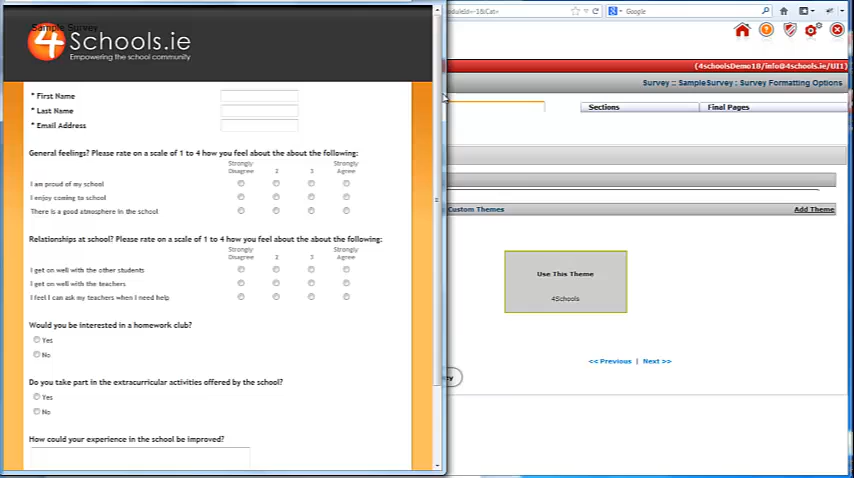 Sample Survey
4Schools.ie
Empowering the school community
* First Name
* Last Name
* Email Address
General feelings? Please rate on a scale of 1 to 4 how you feel about the about the following:
Strongly
Disagree 2 3 Strongly
Agree
I am proud of my school
I enjoy coming to school
There is a good atmosphere in the school
Relationships at school? Please rate on a scale of 1 to 4 how you feel about the about the following:
Strongly
Disagree 2 3 Strongly
Agree
I get on well with the other students
I get on well with the teachers
I feel I can ask my teachers when I need help
Would you be interested in a homework club?
Yes
No
Do you take part in the extracurricular activities offered by the school?
Yes
No
How could your experience in the school be improved?
Google
(4schoolsDemo18/info@4schools.ie/UI1)
Survey :: SampleSurvey : Survey Formatting Options
Sections Final Pages
Custom Themes Add Theme
Use This Theme
4Schools
<< Previous | Next >>